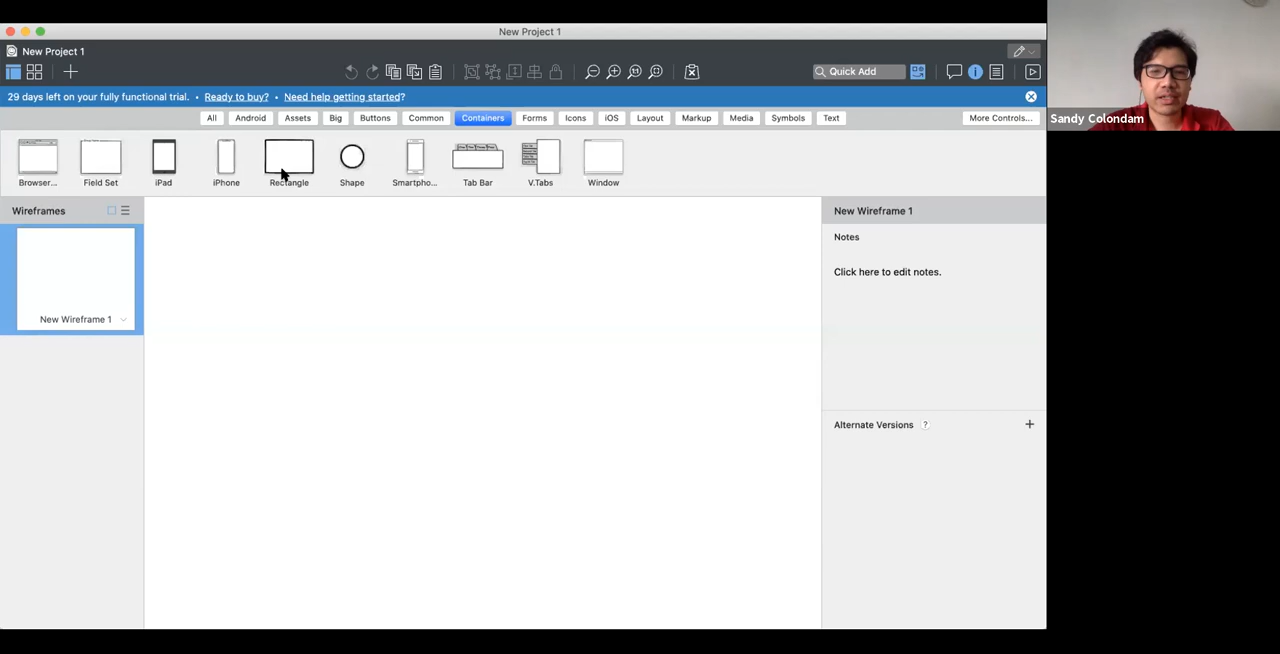 New Project 1
New Project 1
Quick Add
29 days left on your fully functional trial. • Ready to buy? • Need help getting started?
All Android Assets Big Buttons Common Containers Forms Icons iOS Layout Markup Media Symbols Text More Controls...
Browser... Field Set iPad iPhone Rectangle Shape Smartpho... Tab Bar V.Tabs Window
Wireframes
New Wireframe 1
New Wireframe 1
Notes
Click here to edit notes.
Alternate Versions ?
Sandy Colondam